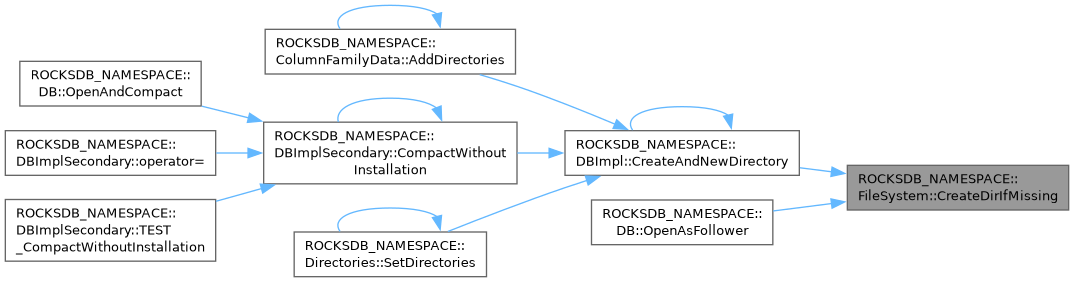 ROCKSDB_NAMESPACE::
ColumnFamilyData::AddDirectories
ROCKSDB_NAMESPACE::
DB::OpenAndCompact
ROCKSDB_NAMESPACE::
DBImplSecondary::operator=
ROCKSDB_NAMESPACE::
DBImplSecondary::TEST
_CompactWithoutInstallation
ROCKSDB_NAMESPACE::
DBImplSecondary::CompactWithout
Installation
ROCKSDB_NAMESPACE::
Directories::SetDirectories
ROCKSDB_NAMESPACE::
DBImpl::CreateAndNewDirectory
ROCKSDB_NAMESPACE::
DB::OpenAsFollower
ROCKSDB_NAMESPACE::
FileSystem::CreateDirIfMissing